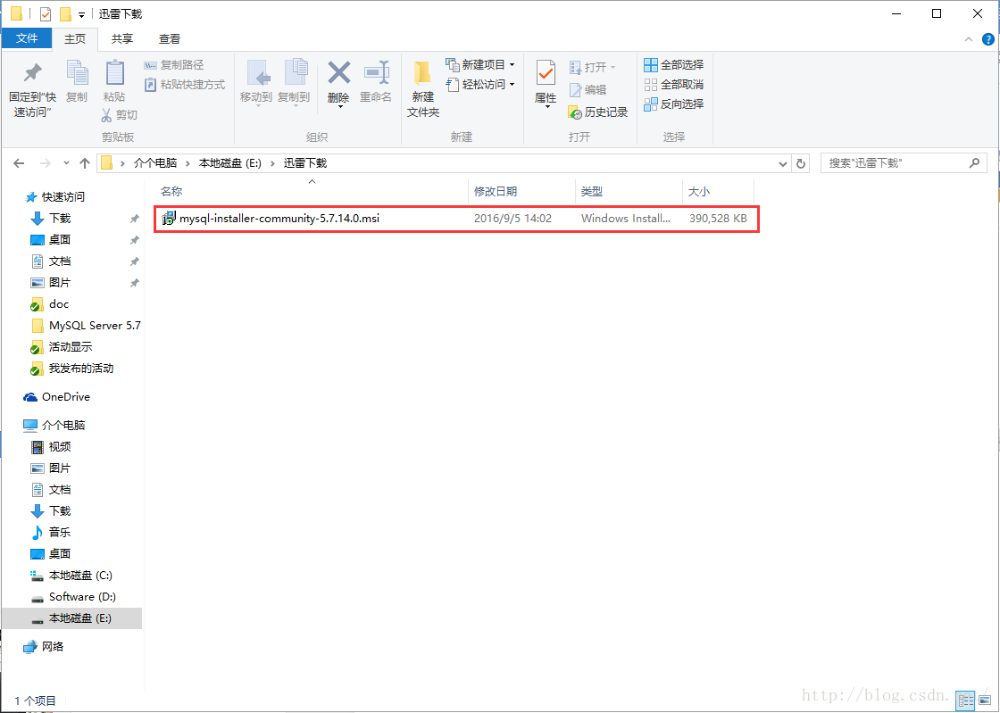 迅雷下载
文件 主页 共享 查看
固定到"快速访问"
复制
粘贴
复制路径
粘贴快捷方式
剪切
剪贴板
移动到 复制到 删除 重命名
组织
新建文件夹
新建项目
轻松访问
新建
属性
打开
编辑
历史记录
打开
全部选择
全部取消
反向选择
选择
介个电脑 本地磁盘 (E:) 迅雷下载
搜索"迅雷下载"
名称 修改日期 类型 大小
mysql-installer-community-5.7.14.0.msi 2016/9/5 14:02 Windows Install... 390,528 KB
快速访问
下载
桌面
文档
图片
doc
MySQL Server 5.7
活动显示
我发布的活动
OneDrive
介个电脑
视频
图片
文档
下载
音乐
桌面
本地磁盘 (C:)
Software (D:)
本地磁盘 (E:)
网络
1 个项目
http://blog.csdn.